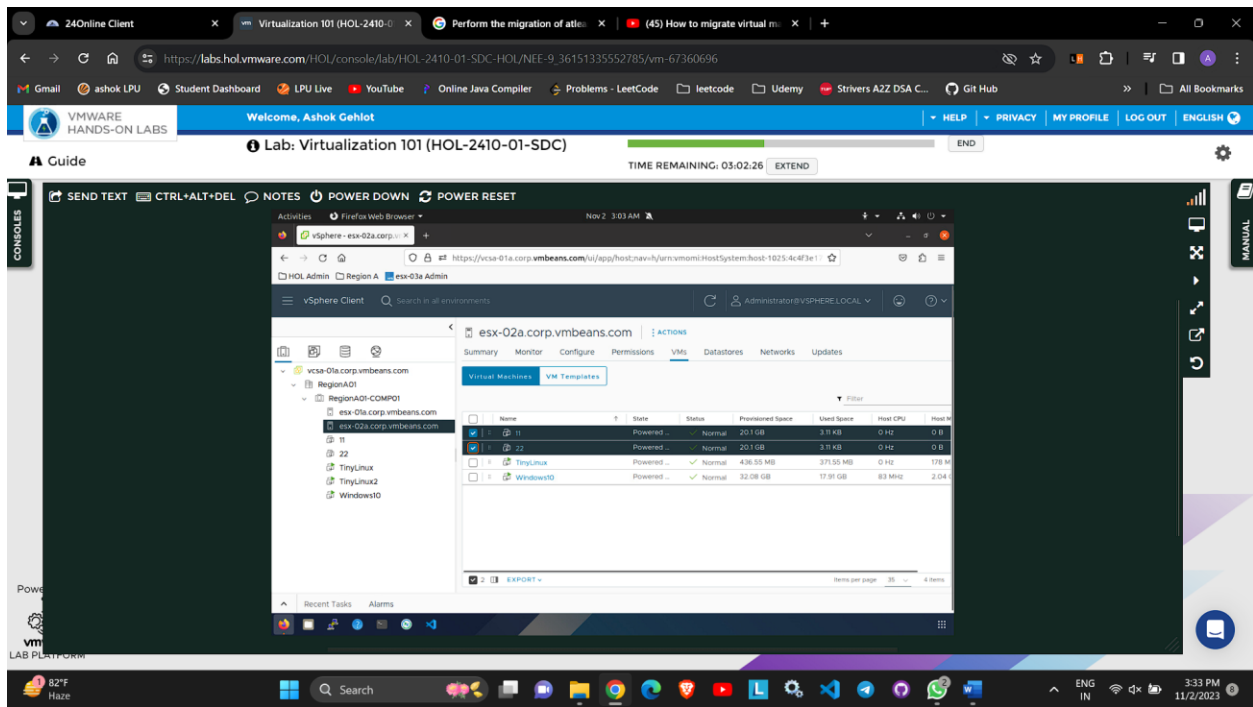 24Online Client
Virtualization 101 (HOL-2410-0
Perform the migration of atlea
(45) How to migrate virtual m
https://labs.hol.vmware.com/HOL/console/lab/HOL-2410-01-SDC-HOL/NEE-9_36151335552785/vm-67360696
Gmail
ashok LPU
Student Dashboard
LPU Live
YouTube
Online Java Compiler
Problems - LeetCode
leetcode
Udemy
Strivers A2Z DSA C...
Git Hub
»
All Bookmarks
VMWARE
HANDS-ON LABS
Welcome, Ashok Gehlot
HELP
PRIVACY
MY PROFILE
LOG OUT
ENGLISH
Guide
Lab: Virtualization 101 (HOL-2410-01-SDC)
TIME REMAINING: 03:02:26
EXTEND
END
CONSOLES
SEND TEXT
CTRL+ALT+DEL
NOTES
POWER DOWN
POWER RESET
MANUAL
Activities
Firefox Web Browser
Nov 2 3:03 AM
vSphere - esx-02a.corp.v
https://vcsa-01a.corp.vmbeans.com/ui/app/host;nav=h/urn:vmomi:HostSystem:host-1025:4c4f3e1
HOL Admin
Region A
esx-03a Admin
vSphere Client
Search in all environments
Administrator@VSPHERE.LOCAL
vcsa-01a.corp.vmbeans.com
RegionA01
RegionA01-COMP01
esx-01a.corp.vmbeans.com
esx-02a.corp.vmbeans.com
11
22
TinyLinux
TinyLinux2
Windows10
esx-02a.corp.vmbeans.com
ACTIONS
Summary Monitor Configure Permissions VMs Datastores Networks Updates
Virtual Machines VM Templates
Filter
Name State Status Provisioned Space Used Space Host CPU Host M
11 Powered ... Normal 20.1 GB 3.11 KB 0 Hz 0 B
22 Powered ... Normal 20.1 GB 3.11 KB 0 Hz 0 B
TinyLinux Powered ... Normal 436.55 MB 371.55 MB 0 Hz 178 M
Windows10 Powered ... Normal 32.08 GB 17.91 GB 83 MHz 2.04
2 EXPORT
Items per page 35 4 items
Recent Tasks Alarms
Powe
vm
LAB PLATFORM
1
82°F
Haze
Search
2
ENG
IN
3:33 PM
11/2/2023
8